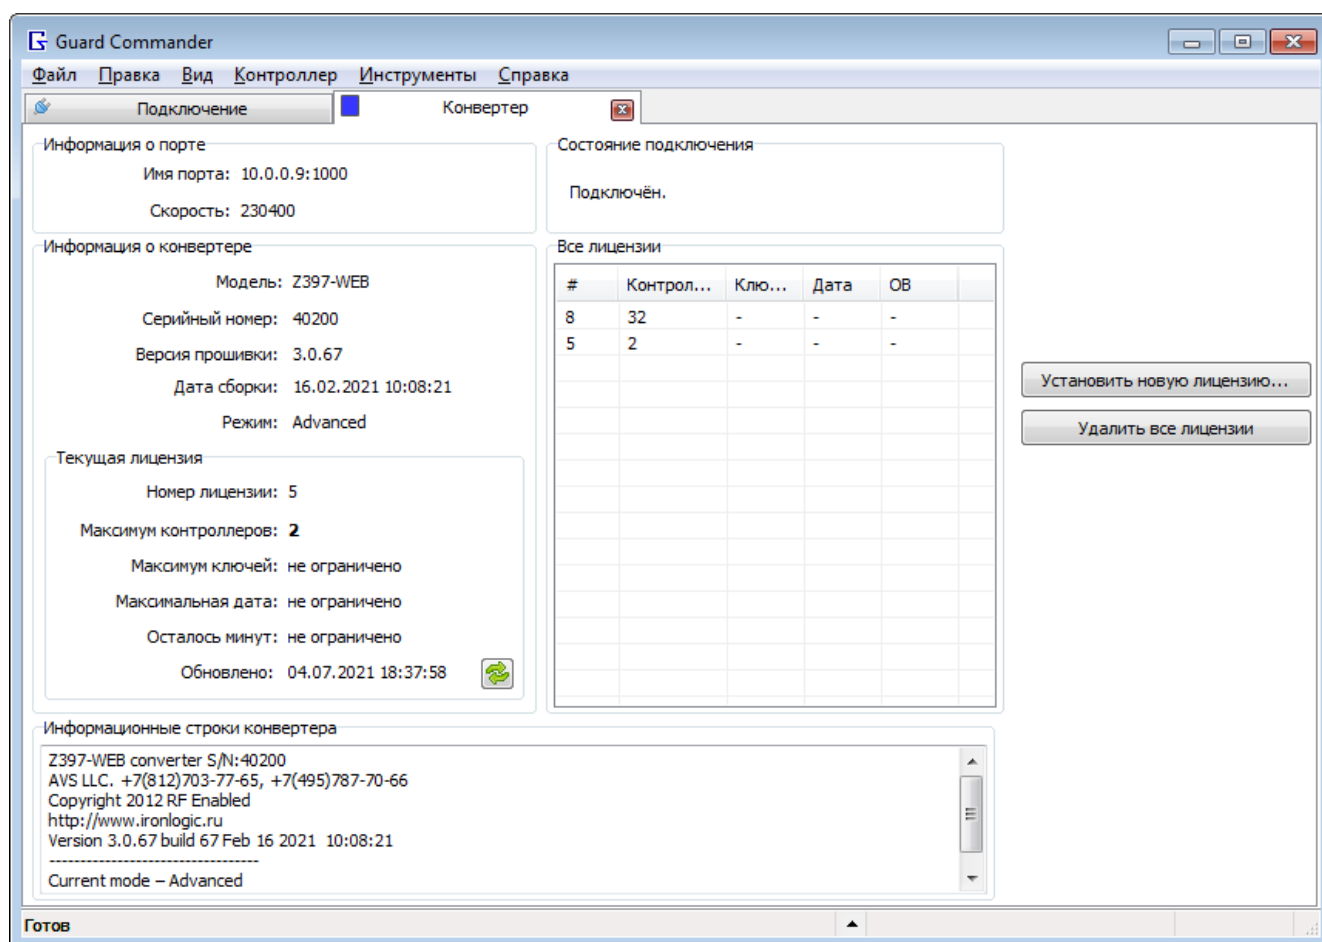 Guard Commander
Файл Правка Вид Контроллер Инструменты Справка
Подключение Конвертер
Информация о порте
Имя порта: 10.0.0.9:1000
Скорость: 230400
Состояние подключения
Подключён.
Информация о конвертере
Модель: Z397-WEB
Серийный номер: 40200
Версия прошивки: 3.0.67
Дата сборки: 16.02.2021 10:08:21
Режим: Advanced
Текущая лицензия
Номер лицензии: 5
Максимум контроллеров: 2
Максимум ключей: не ограничено
Максимальная дата: не ограничено
Осталось минут: не ограничено
Обновлено: 04.07.2021 18:37:58
Все лицензии
# Контрол... Клю... Дата ОВ
8 32 - - -
5 2 - - -
Установить новую лицензию...
Удалить все лицензии
Информационные строки конвертера
Z397-WEB converter S/N:40200
AVS LLC. +7(812)703-77-65, +7(495)787-70-66
Copyright 2012 RF Enabled
http://www.ironlogic.ru
Version 3.0.67 build 67 Feb 16 2021 10:08:21
----------------------------------
Current mode – Advanced
Готов